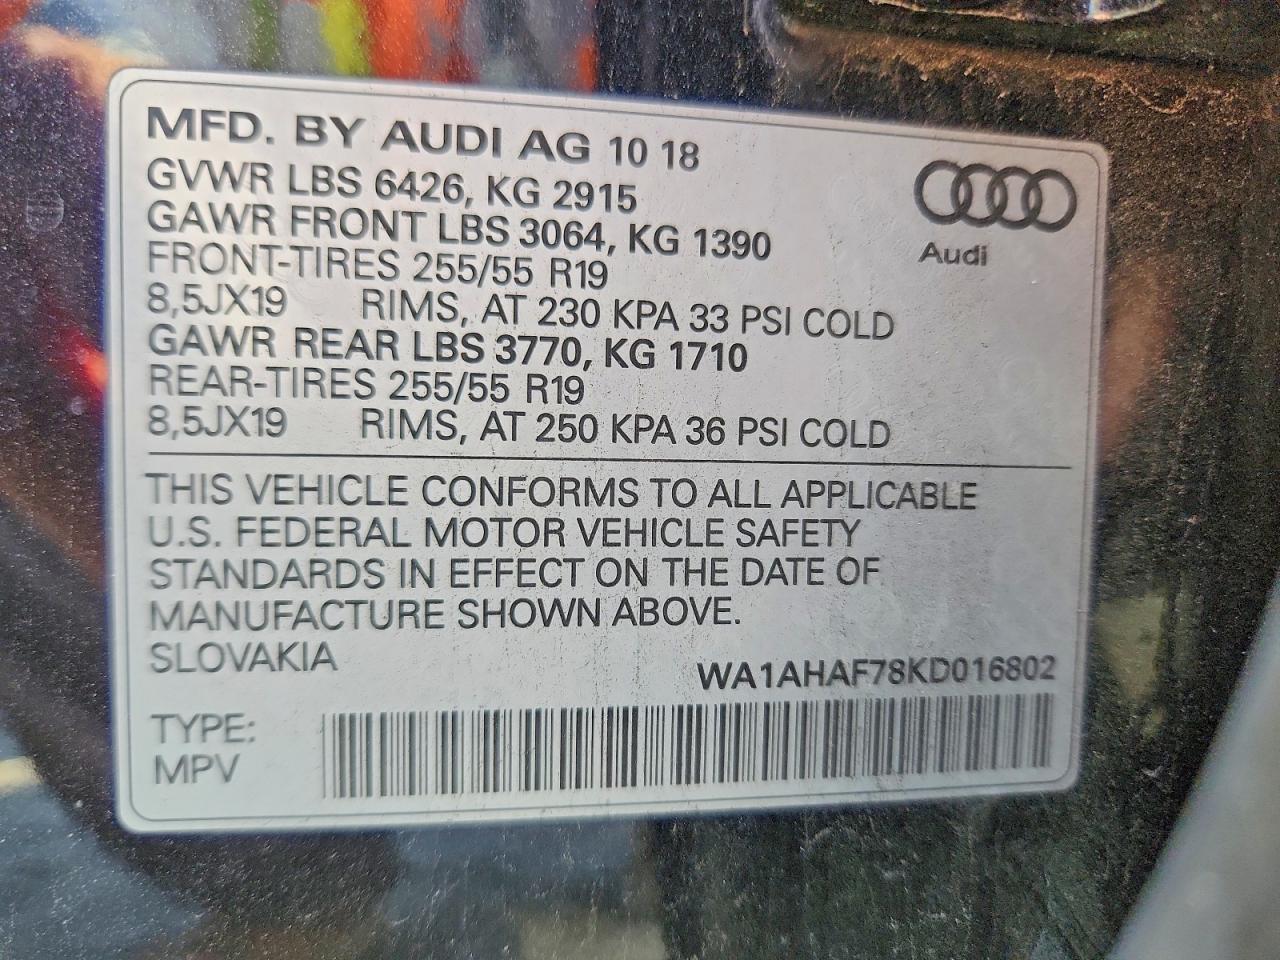 MFD. BY AUDI AG 10 18
GVWR LBS 6426, KG 2915
GAWR FRONT LBS 3064, KG 1390
FRONT-TIRES 255/55 R19
8,5JX19 RIMS, AT 230 KPA 33 PSI COLD
GAWR REAR LBS 3770, KG 1710
REAR-TIRES 255/55 R19
8,5JX19 RIMS, AT 250 KPA 36 PSI COLD
Audi
THIS VEHICLE CONFORMS TO ALL APPLICABLE
U.S. FEDERAL MOTOR VEHICLE SAFETY
STANDARDS IN EFFECT ON THE DATE OF
MANUFACTURE SHOWN ABOVE.
SLOVAKIA
WA1AHAF78KD016802
TYPE:
MPV